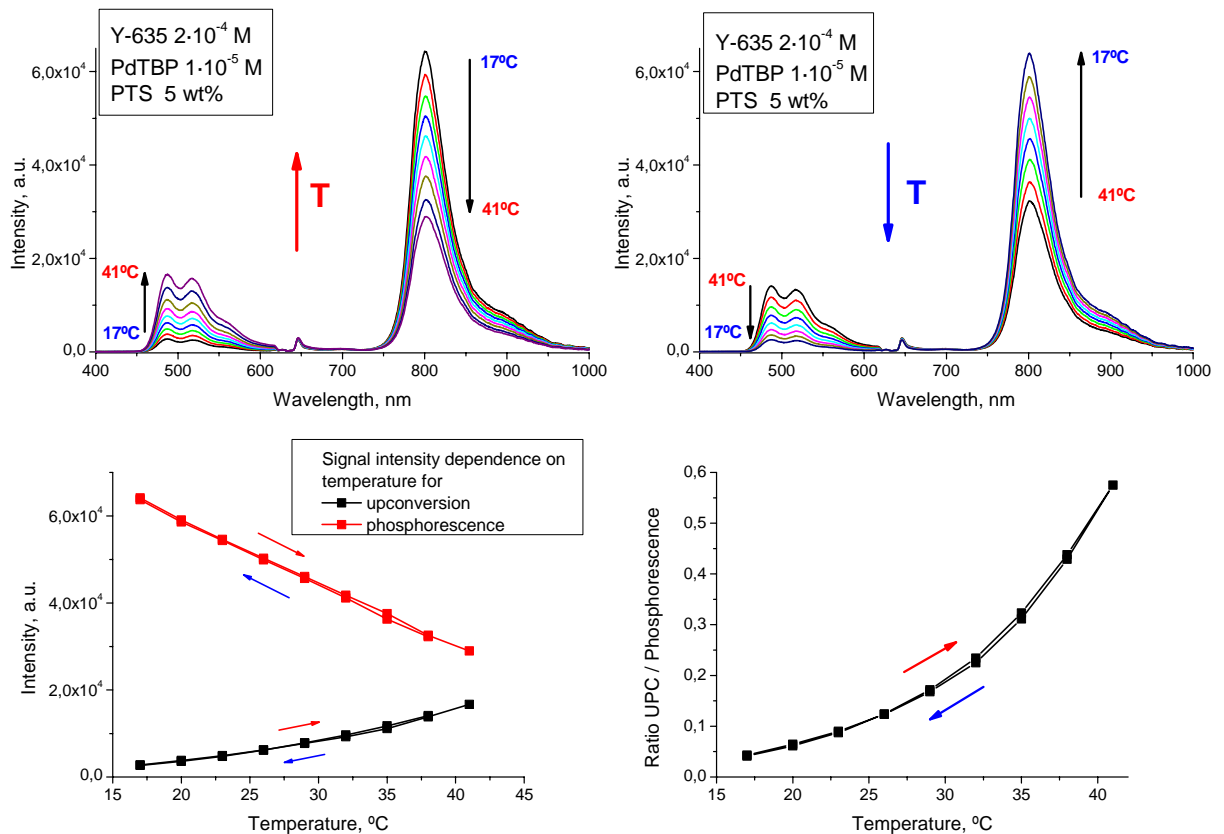 Y-635 2·10⁻⁴ M
PdTBP 1·10⁻⁵ M
PTS 5 wt%
17ºC
41ºC
T
41ºC
17ºC
Intensity, a.u.
6,0x10⁴
4,0x10⁴
2,0x10⁴
0,0
400 500 600 700 800 900 1000
Wavelength, nm
Y-635 2·10⁻⁴ M
PdTBP 1·10⁻⁵ M
PTS 5 wt%
17ºC
41ºC
T
41ºC
17ºC
Intensity, a.u.
6,0x10⁴
4,0x10⁴
2,0x10⁴
0,0
400 500 600 700 800 900 1000
Wavelength, nm
Signal intensity dependence on
temperature for
upconversion
phosphorescence
Intensity, a.u.
6,0x10⁴
4,0x10⁴
2,0x10⁴
0,0
15 20 25 30 35 40 45
Temperature, ºC
Ratio UPC / Phosphorescence
0,6
0,5
0,4
0,3
0,2
0,1
0,0
15 20 25 30 35 40
Temperature, ºC